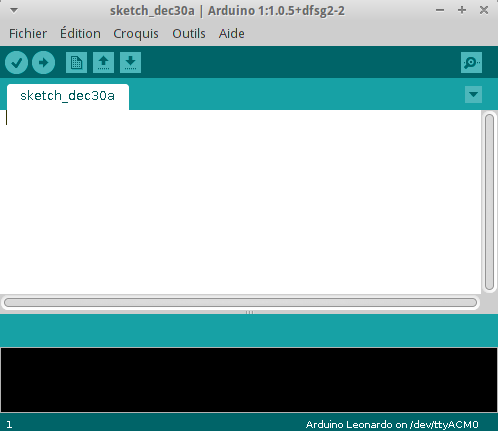 sketch_dec30a | Arduino 1:1.0.5+dfsg2-2
Fichier Édition Croquis Outils Aide
sketch_dec30a
1 Arduino Leonardo on /dev/ttyACM0